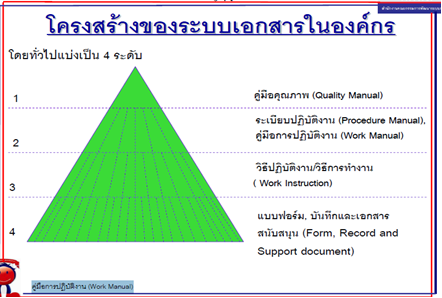 โครงสร้างของระบบเอกสารในองค์กร
โดยทั่วไปแบ่งเป็น 4 ระดับ
1
คู่มือคุณภาพ (Quality Manual)
ระเบียบปฏิบัติงาน (Procedure Manual),
คู่มือการปฏิบัติงาน (Work Manual)
2
วิธีปฏิบัติงาน/วิธีการทำงาน
( Work Instruction)
3
แบบฟอร์ม, บันทึกและเอกสาร
สนับสนุน (Form, Record and
Support document)
4
คู่มือการปฏิบัติงาน (Work Manual)